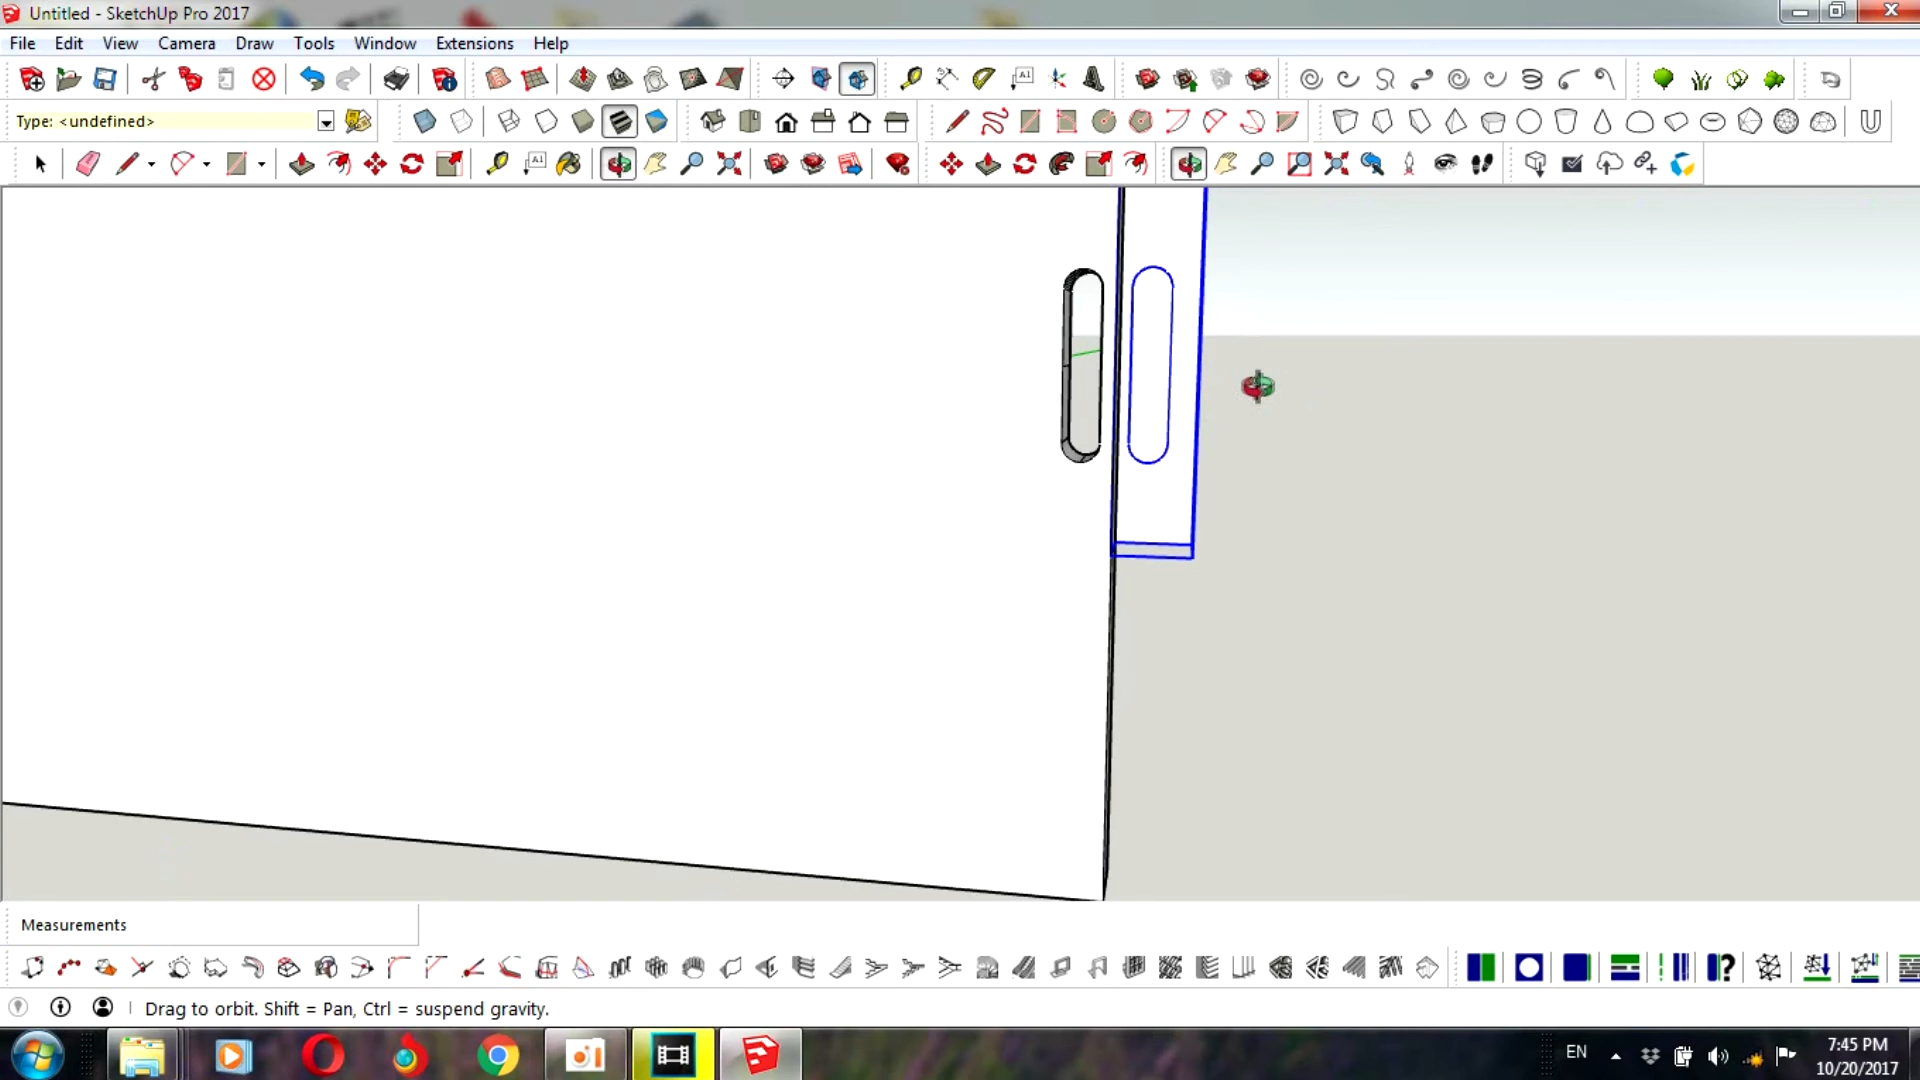 Untitled - SketchUp Pro 2017
File Edit View Camera Draw Tools Window Extensions Help
Type: <undefined>
Measurements
Drag to orbit. Shift = Pan, Ctrl = suspend gravity.
EN
7:45 PM
10/20/2017